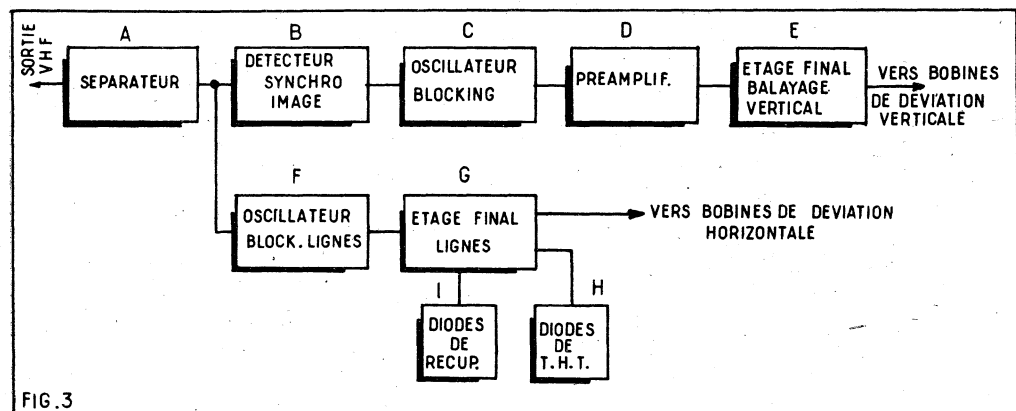 A
B
C
D
E
SORTIE
VHF
SEPARATEUR
DETECTEUR
SYNCHRO
IMAGE
OSCILLATEUR
BLOCKING
PREAMPLIF.
ETAGE FINAL
BALAYAGE
VERTICAL
VERS BOBINES
DE DÉVIATION
VERTICALE
F
G
OSCILLATEUR
BLOCK. LIGNES
ETAGE FINAL
LIGNES
VERS BOBINES DE DEVIATION
HORIZONTALE
I
H
DIODES
DE
RECUP.
DIODES
DE
T.H.T.
FIG.3